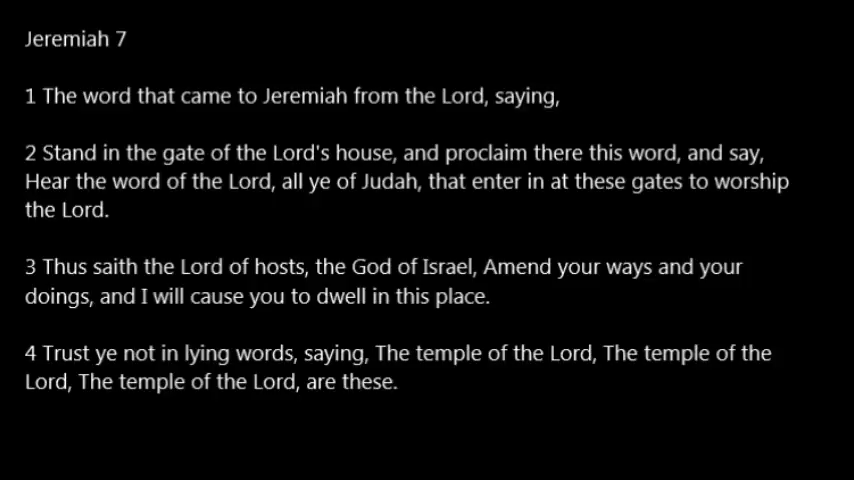 Jeremiah 7
1 The word that came to Jeremiah from the Lord, saying,
2 Stand in the gate of the Lord's house, and proclaim there this word, and say,
Hear the word of the Lord, all ye of Judah, that enter in at these gates to worship
the Lord.
3 Thus saith the Lord of hosts, the God of Israel, Amend your ways and your
doings, and I will cause you to dwell in this place.
4 Trust ye not in lying words, saying, The temple of the Lord, The temple of the
Lord, The temple of the Lord, are these.